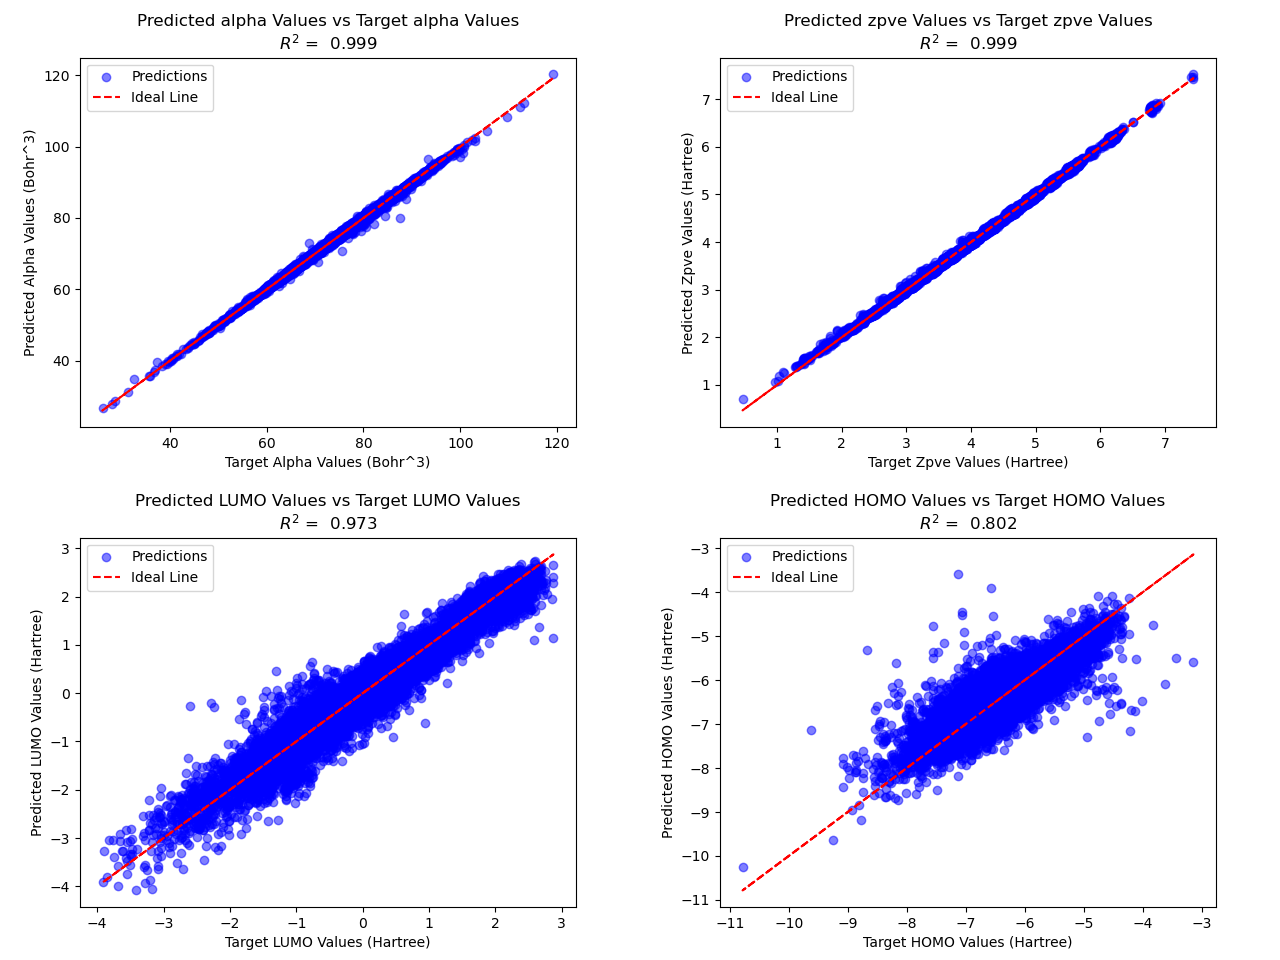 Predicted alpha Values vs Target alpha Values
R² = 0.999
Predictions
Ideal Line
120
100
80
60
40
Predicted Alpha Values (Bohr^3)
40 60 80 100 120
Target Alpha Values (Bohr^3)
Predicted zpve Values vs Target zpve Values
R² = 0.999
Predictions
Ideal Line
7
6
5
4
3
2
1
Predicted Zpve Values (Hartree)
1 2 3 4 5 6 7
Target Zpve Values (Hartree)
Predicted LUMO Values vs Target LUMO Values
R² = 0.973
Predictions
Ideal Line
3
2
1
0
−1
−2
−3
−4
Predicted LUMO Values (Hartree)
−4 −3 −2 −1 0 1 2 3
Target LUMO Values (Hartree)
Predicted HOMO Values vs Target HOMO Values
R² = 0.802
Predictions
Ideal Line
−3
−4
−5
−6
−7
−8
−9
−10
−11
Predicted HOMO Values (Hartree)
−11 −10 −9 −8 −7 −6 −5 −4 −3
Target HOMO Values (Hartree)